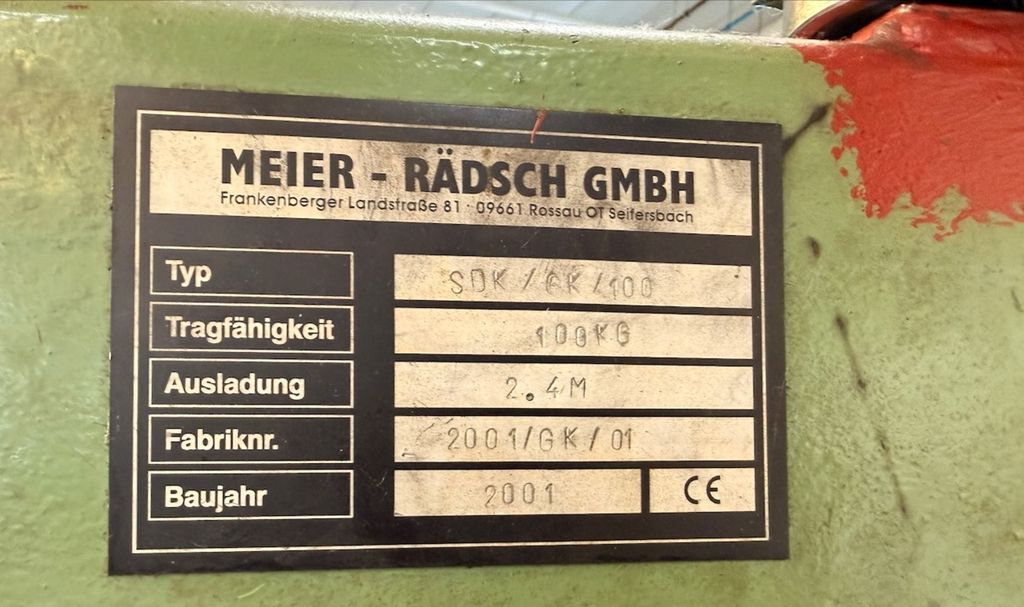 MEIER - RÄDSCH GMBH
Frankenberger Landstraße 81 · 09661 Rossau OT Seifersbach
Typ SDK/GK/100
Tragfähigkeit 100KG
Ausladung 2.4M
Fabriknr. 2001/GK/01
Baujahr 2001 CE